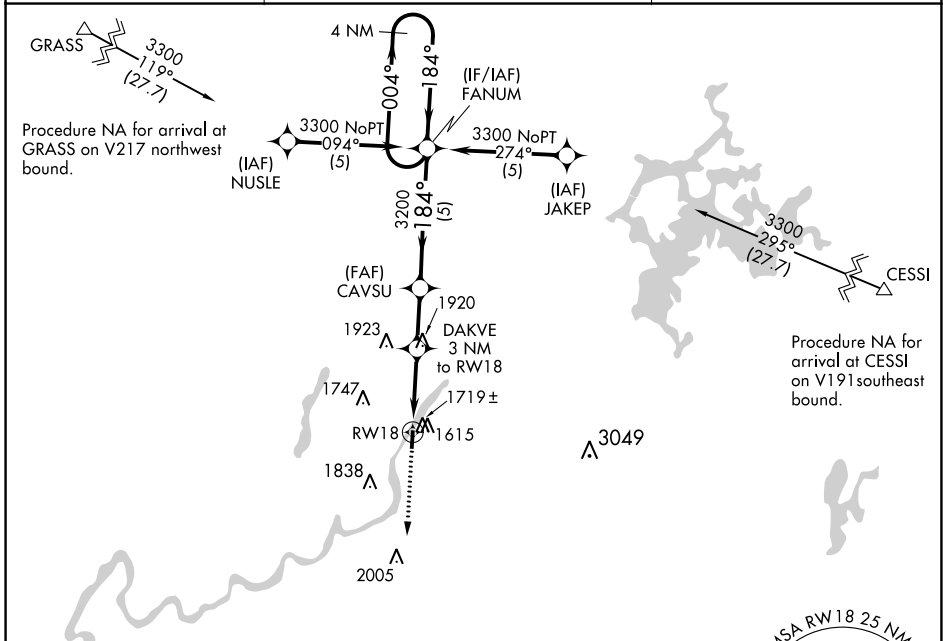 GRASS
3300
119°
(27.7)
Procedure NA for arrival at
GRASS on V217 northwest
bound.
4 NM
004°
184°
(IF/IAF)
FANUM
3300 NoPT
094°
(5)
(IAF)
NUSLE
3300 NoPT
274°
(5)
(IAF)
JAKEP
3200
184°
(5)
3300
295°
(27.7)
CESSI
Procedure NA for
arrival at CESSI
on V191 southeast
bound.
(FAF)
CAVSU
1920
1923
DAKVE
3 NM
to RW18
1747
1719 ±
RW18
1615
3049
1838
2005
MSA RW18 25 NM